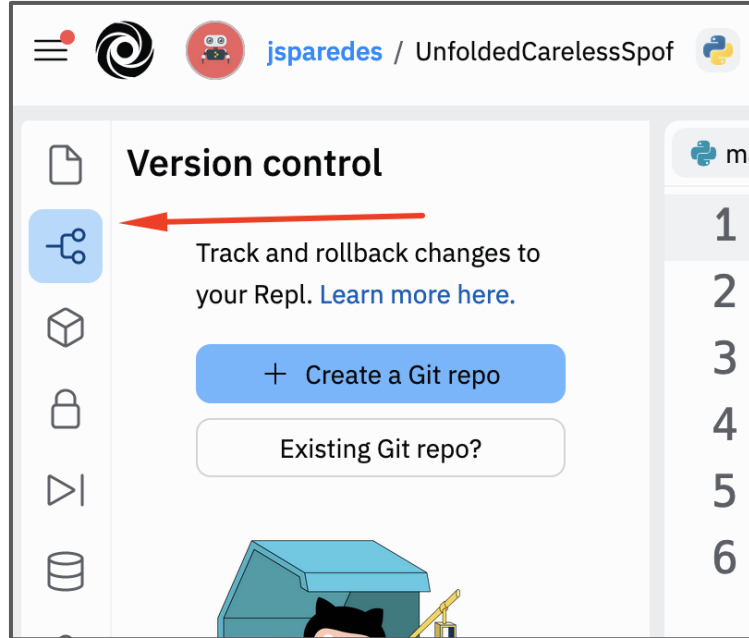 jsparedes / UnfoldedCarelessSpof
Version control
Track and rollback changes to
your Repl. Learn more here.
+ Create a Git repo
Existing Git repo?
1
2
3
4
5
6